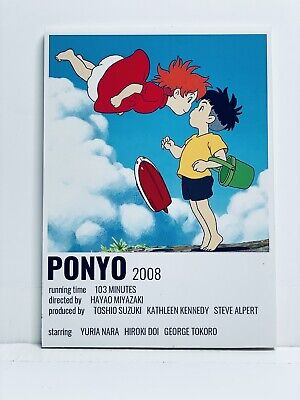 PONYO 2008
running time 103 MINUTES
directed by HAYAO MIYAZAKI
produced by TOSHIO SUZUKI KATHLEEN KENNEDY STEVE ALPERT
starring YURIA NARA HIROKI DOI GEORGE TOKORO